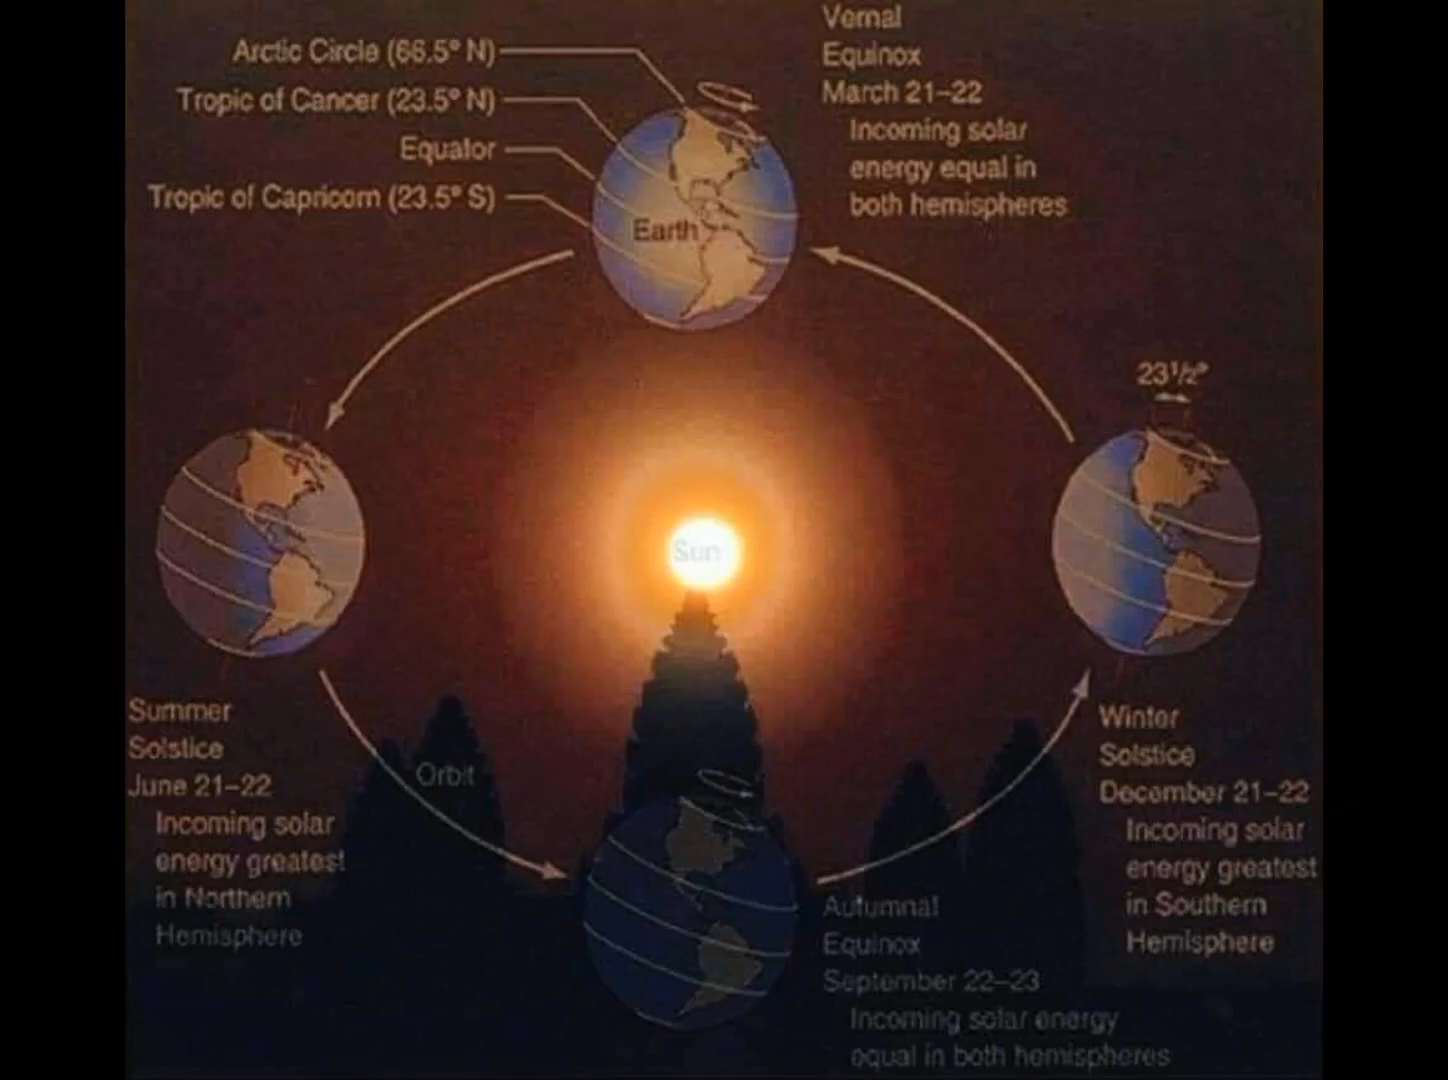 Arctic Circle (66.5° N)
Tropic of Cancer (23.5° N)
Equator
Tropic of Capricorn (23.5° S)
Earth
Vernal
Equinox
March 21–22
Incoming solar
energy equal in
both hemispheres
23½°
Sun
Summer
Solstice
June 21–22
Incoming solar
energy greatest
in Northern
Hemisphere
Orbit
Winter
Solstice
December 21–22
Incoming solar
energy greatest
in Southern
Hemisphere
Autumnal
Equinox
September 22–23
Incoming solar energy
equal in both hemispheres